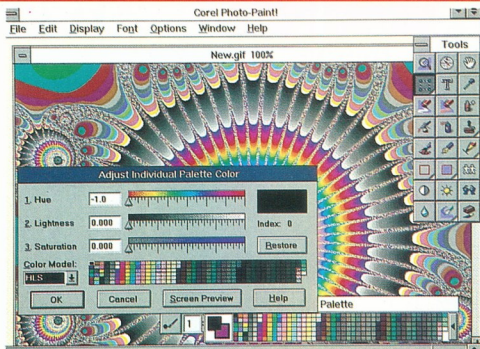 Corel Photo-Paint!
File Edit Display Font Options Window Help
Tools
New.gif 100%
Adjust Individual Palette Color
1. Hue -1.0
2. Lightness 0.000 Index: 0
3. Saturation 0.000 Restore
Color Model:
HLS
OK Cancel Screen Preview Help
Palette
1